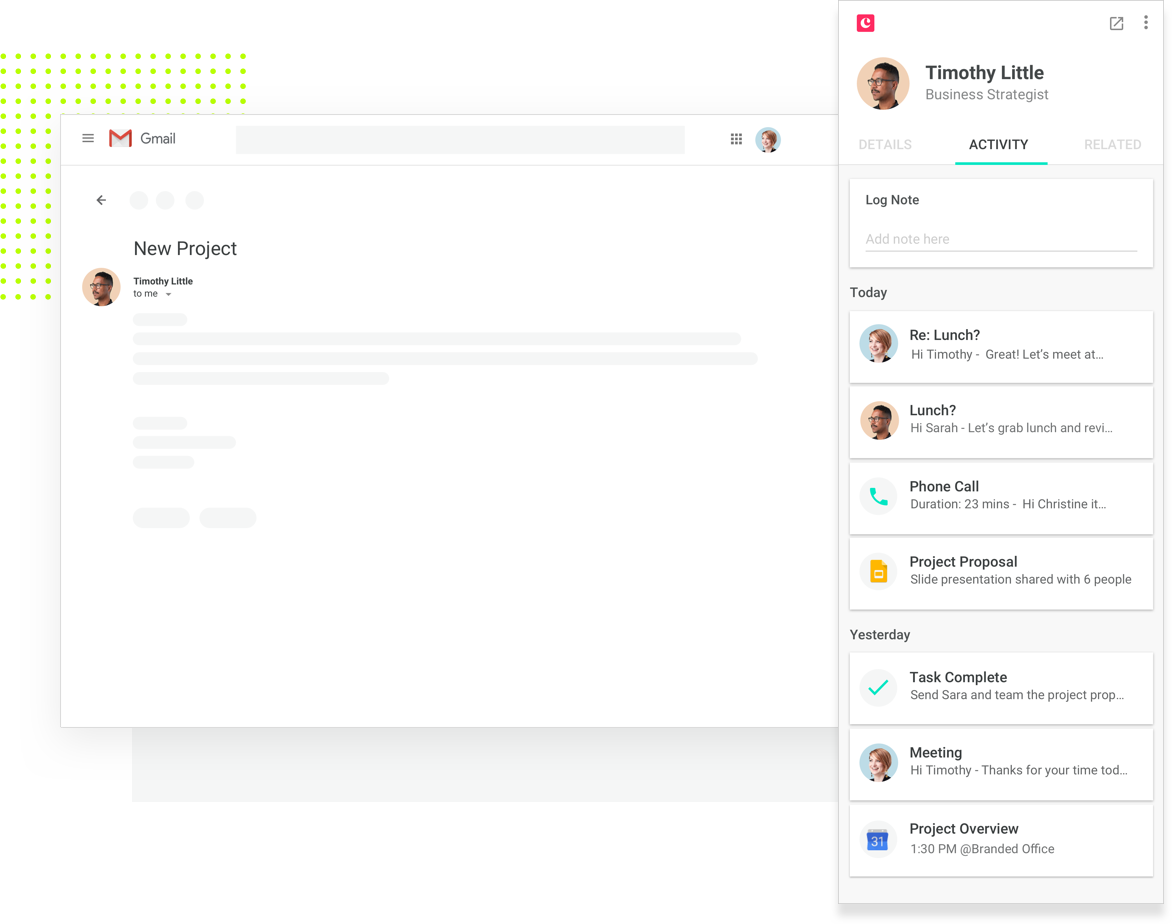 Gmail
New Project
Timothy Little
to me
Timothy Little
Business Strategist
DETAILS
ACTIVITY
RELATED
Log Note
Add note here
Today
Re: Lunch?
Hi Timothy - Great! Let's meet at...
Lunch?
Hi Sarah - Let's grab lunch and revi...
Phone Call
Duration: 23 mins - Hi Christine it...
Project Proposal
Slide presentation shared with 6 people
Yesterday
Task Complete
Send Sara and team the project prop...
Meeting
Hi Timothy - Thanks for your time tod...
31
Project Overview
1:30 PM @Branded Office